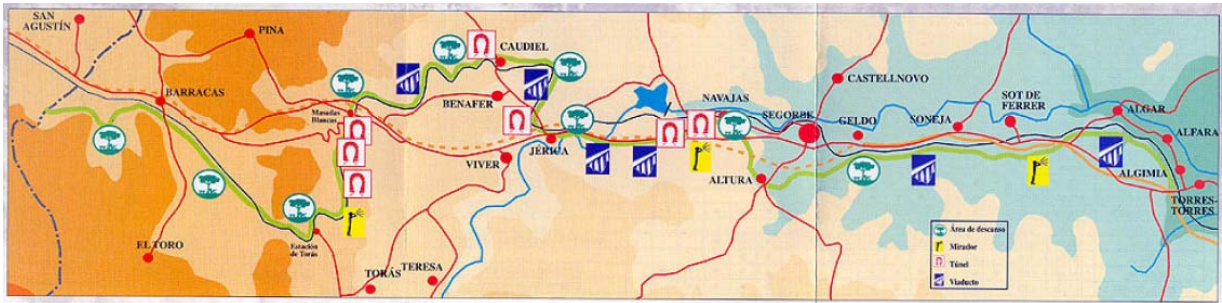 SAN
AGUSTÍN
PINA
BARRACAS
EL TORO
Masadas
Blancas
Estación
de Torás
CAUDIEL
BENAFER
VIVER
JÉRICA
TORÁS
TERESA
NAVAJAS
SEGORBE
ALTURA
CASTELLNOVO
GELDO
SONEJA
SOT DE
FERRER
ALGAR
ALFARA
ALGIMIA
TORRES-
TORRES
Área de descanso
Mirador
Túnel
Viaducto